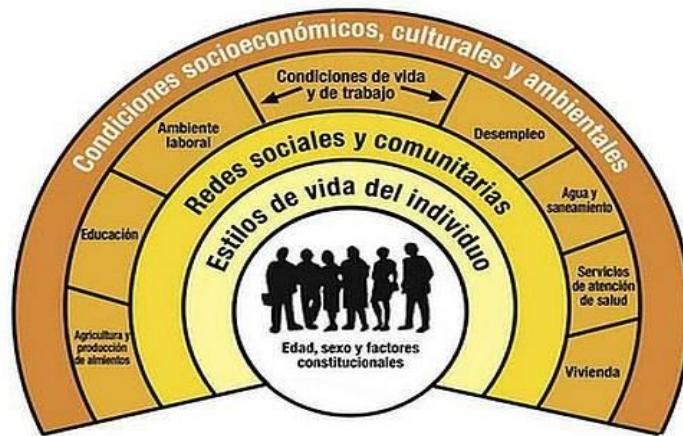 Condiciones socioeconómicos, culturales y ambientales
Condiciones de vida
y de trabajo
Ambiente
laboral
Desempleo
Redes sociales y comunitarias
Agua y
saneamiento
Estilos de vida del individuo
Educación
Servicios
de atención
de salud
Agricultura y
producción
de almientos
Edad, sexo y factores
constitucionales
Vivienda